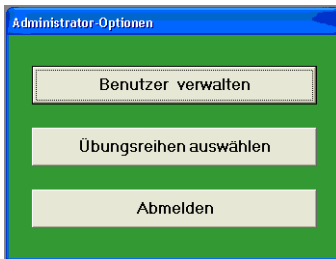 Administrator-Optionen
Benutzer verwalten
Übungsreihen auswählen
Abmelden